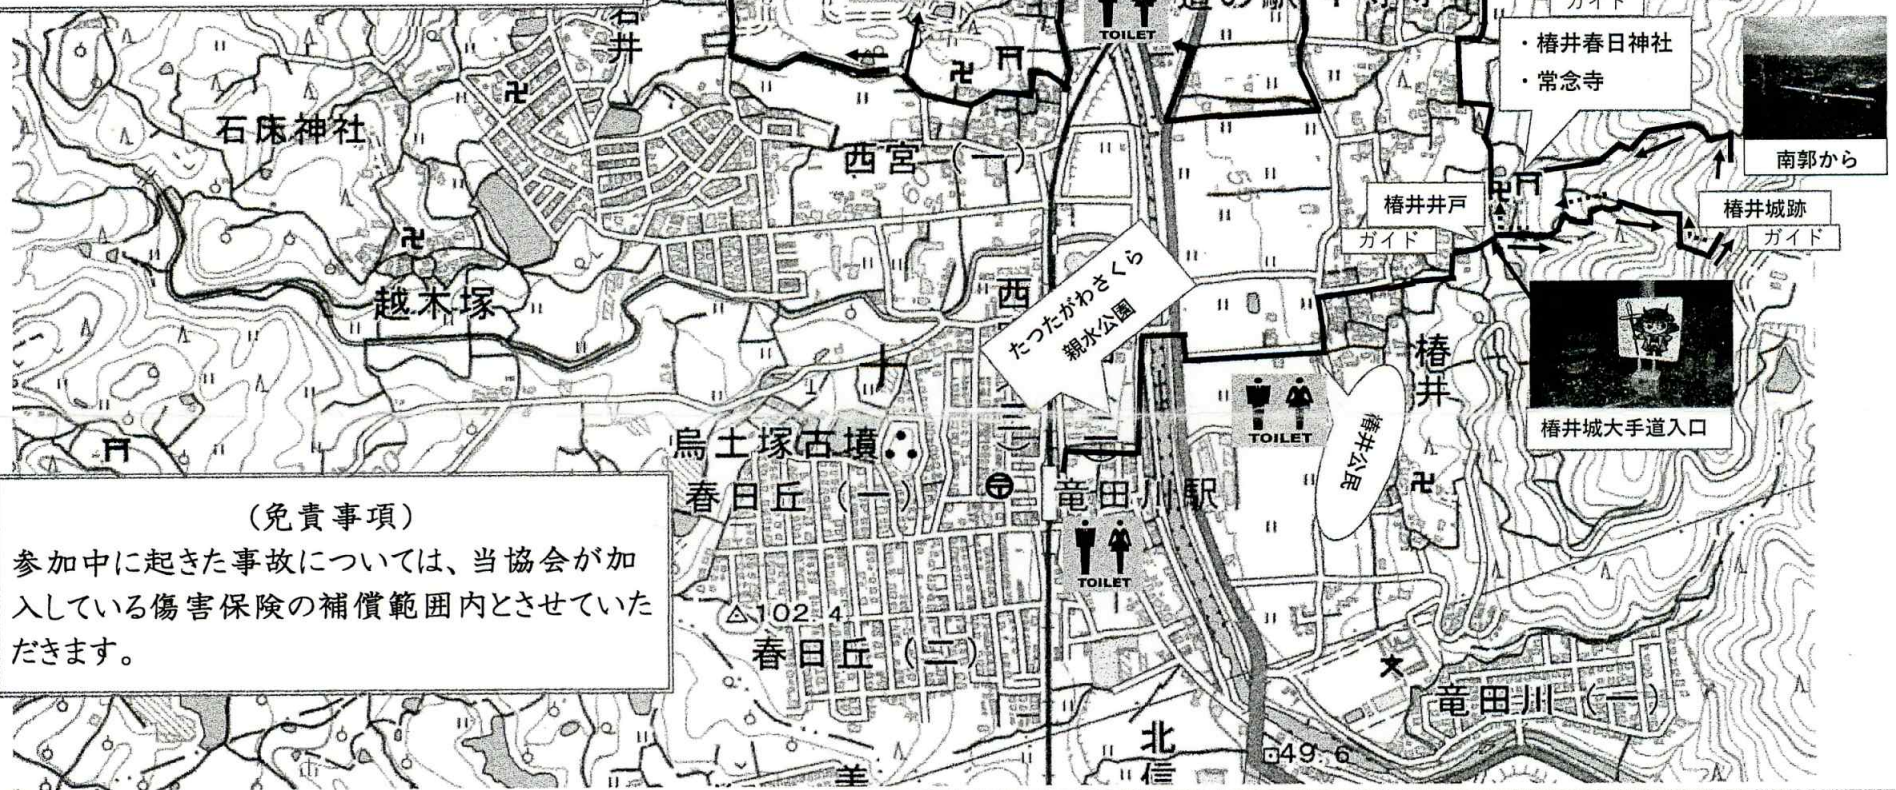 TOILET
ガイド
・椿井春日神社
・常念寺
南郭から
石床神社
西宮（一）
椿井井戸
ガイド
椿井城跡
ガイド
越木塚
たつたがわさくら
親水公園
椿井
TOILET
椿井公民
椿井城大手道入口
烏土塚古墳
春日丘（一）
竜田川駅
TOILET
（免責事項）
参加中に起きた事故については、当協会が加
入している傷害保険の補償範囲内とさせていた
だきます。
102.4
春日丘（二）
竜田川（一）
北信
49.6
美